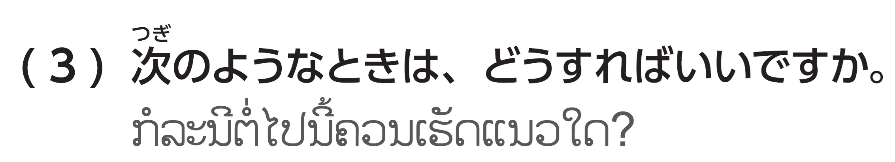 つぎ
(3) 次のようなときは、どうすればいいですか。
ກໍລະນີຕໍ່ໄປນີ້ຄວນເຮັດແນວໃດ?